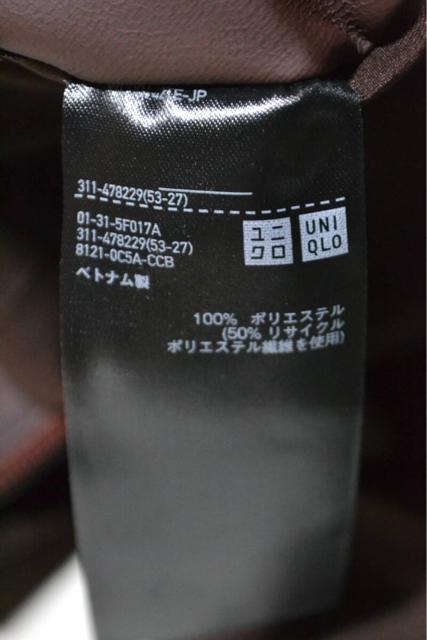 E-JP
311-478229(53-27)
01-31-5F017A
311-478229(53-27)
8121-0C5A-CCB
ベトナム製
ユニ
クロ
UNI
QLO
100% ポリエステル
(50% リサイクル
ポリエステル繊維を使用)